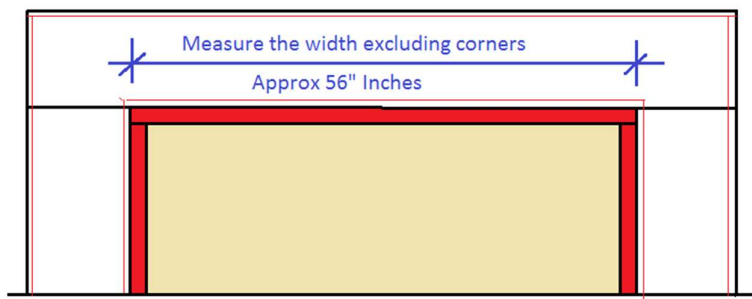 Measure the width excluding corners
Approx 56" Inches